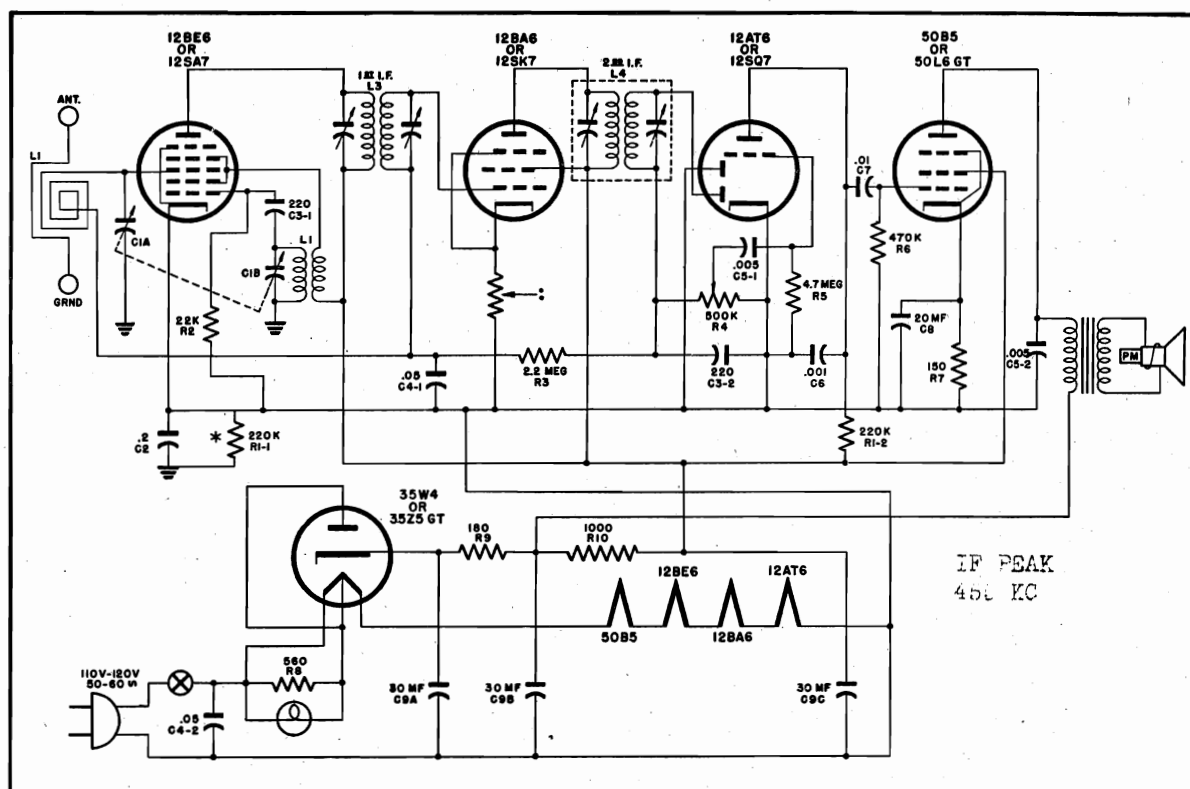 12BE6
OR
12SA7
12BA6
OR
12SK7
12AT6
OR
12SQ7
50B5
OR
50L6 GT
1st I.F.
L3
2nd I.F.
L4
ANT.
L1
GRND
C1A
220
C3-1
L1
C1B
22K
R2
.005
C5-1
500K
R4
4.7 MEG
R5
.01
C7
470K
R6
20 MF
C8
150
R7
.005
C5-2
PM
.05
C4-1
2.2 MEG
R3
220
C3-2
.001
C6
.2
C2
*
220K
R1-1
220K
R1-2
35W4
OR
35Z5 GT
180
R9
1000
R10
12BE6
12AT6
50B5
12BA6
IF PEAK
KC
110V-120V
50-60
560
R8
.05
C4-2
30 MF
C9A
30 MF
C9B
30 MF
C9C